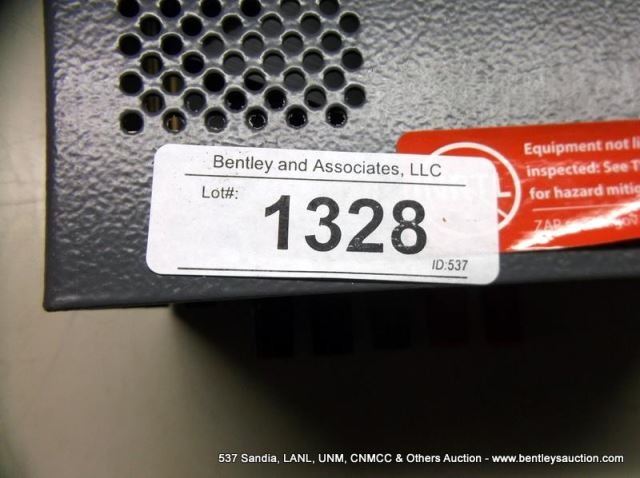 Bentley and Associates, LLC
Lot#:
1328
ID:537
Equipment not
inspected: See
for hazard
537 Sandia, LANL, UNM, CNMCC & Others Auction - www.bentleysauction.com